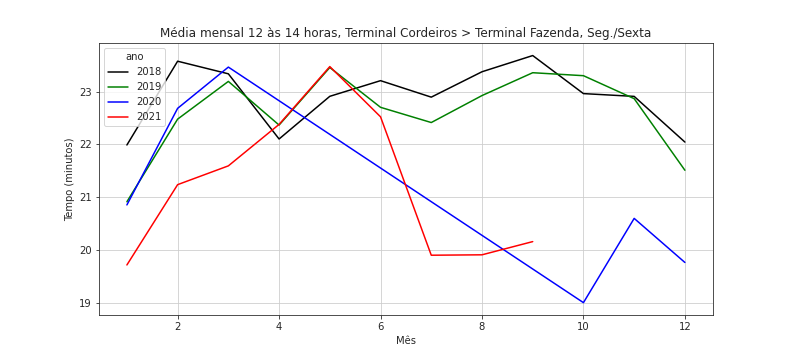 Média mensal 12 às 14 horas, Terminal Cordeiros > Terminal Fazenda, Seg./Sexta
ano
2018
2019
2020
2021
Tempo (minutos)
23
22
21
20
19
2 4 6 8 10 12
Mês